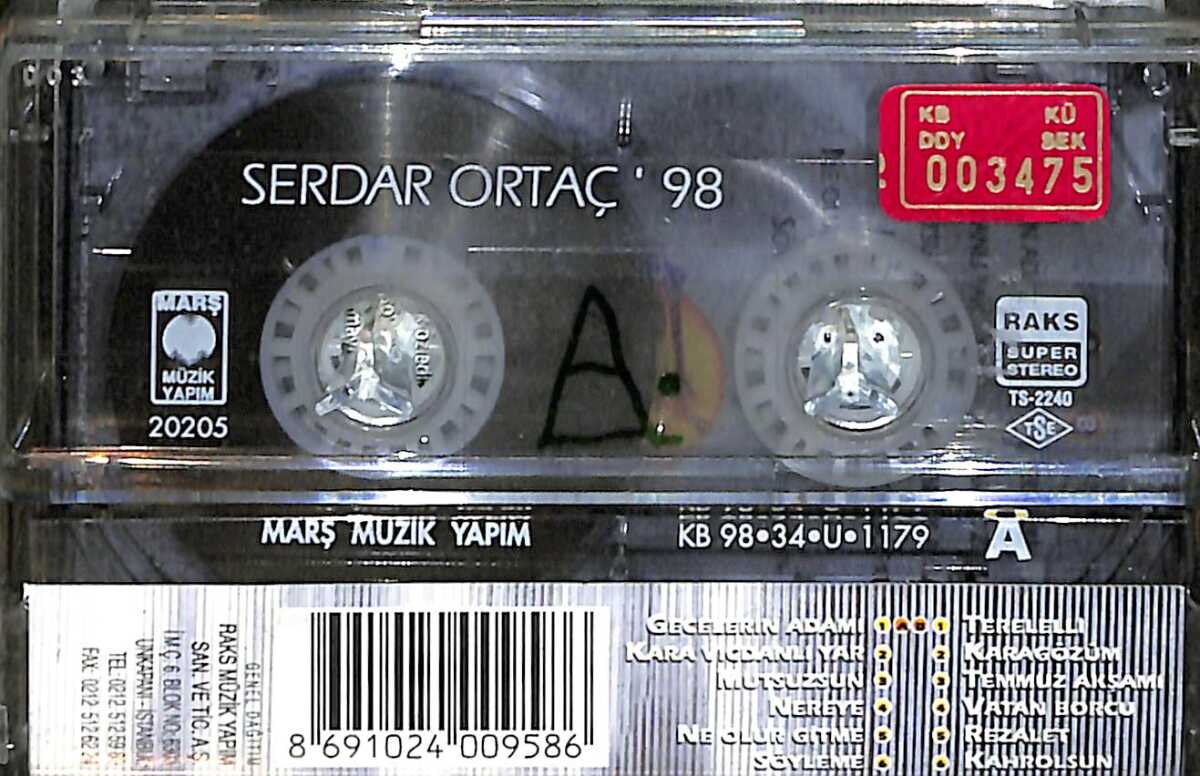 003
KB KÜ
DDY SEK
003475
SERDAR ORTAÇ ' 98
MARŞ
MÜZİK
YAPIM
20205
A
RAKS
SUPER
STEREO
TS-2240
TSE
MARŞ MUZIK YAPIM
KB 98•34•U•1179
A
GENEL DAĞITIM
RAKS MÜZİK YAPIM
SAN. VE TİC. A.Ş.
UNKAPANI - İSTANBUL
8 691024 009586
GECELERİN ADAMI 1 A B 1 TERELELLİ
KARA VİCDANLI YAR 2 2 KARAGÖZÜM
MUTSUZSUN 3 3 TEMMUZ AKŞAMI
NEREYE 4 4 VATAN BORCU
NE OLUR GİTME 5 5 REZALET
SÖYLEME 6 6 KAHROLSUN